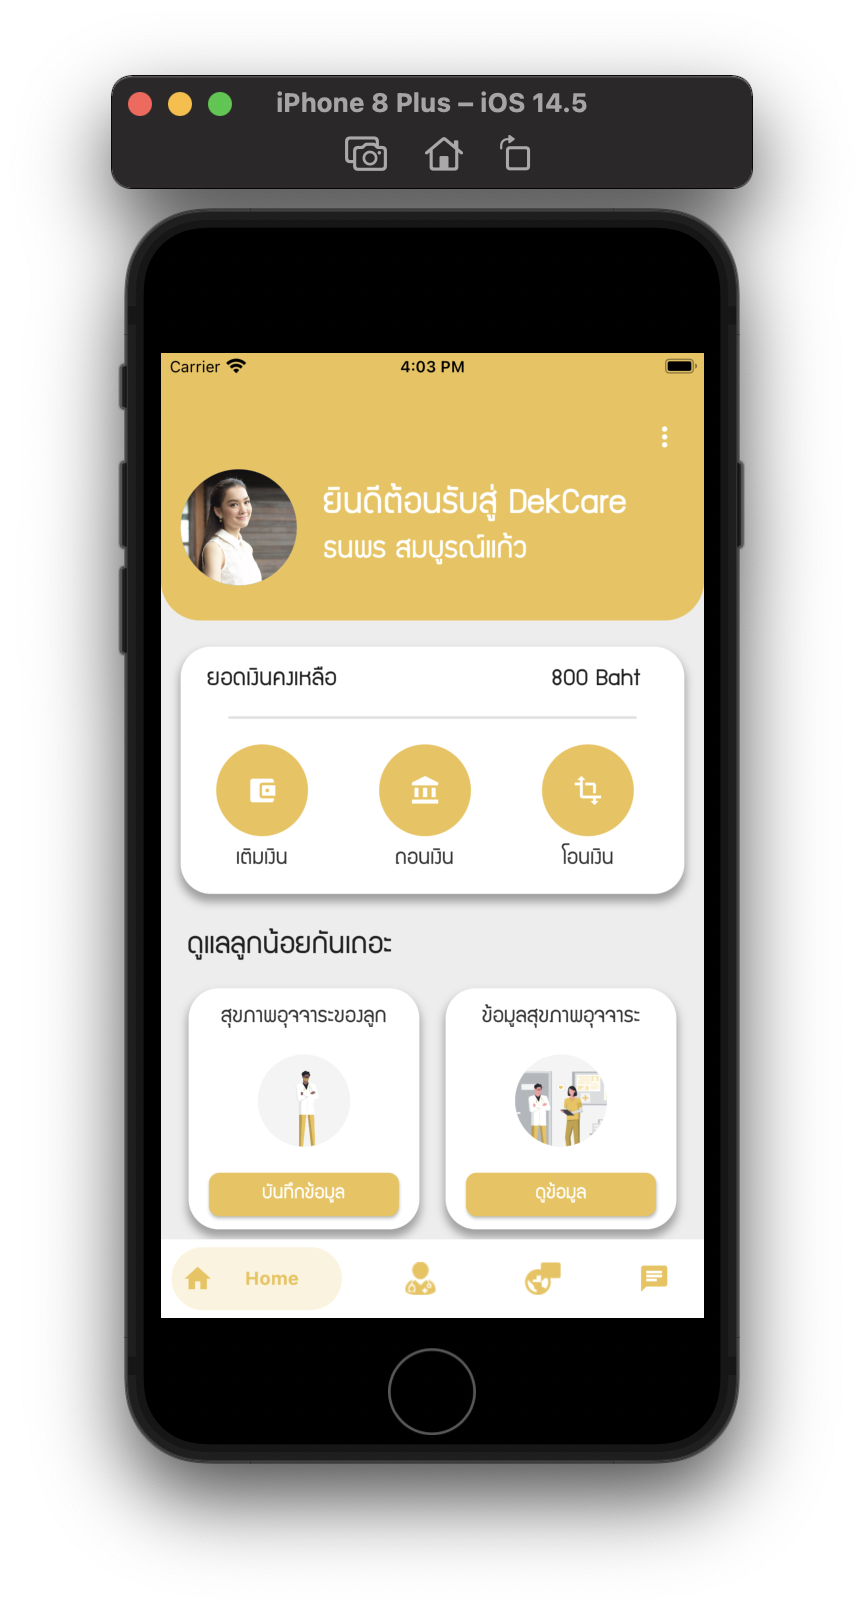 iPhone 8 Plus – iOS 14.5
Carrier 4:03 PM
ยินดีต้อนรับสู่ DekCare
ธนพร สมบูรณ์แก้ว
ยอดเงินคงเหลือ 800 Baht
เติมเงิน ถอนเงิน โอนเงิน
ดูแลลูกน้อยกันเถอะ
สุขภาพอุจจาระของลูก ข้อมูลสุขภาพอุจจาระ
บันทึกข้อมูล ดูข้อมูล
Home